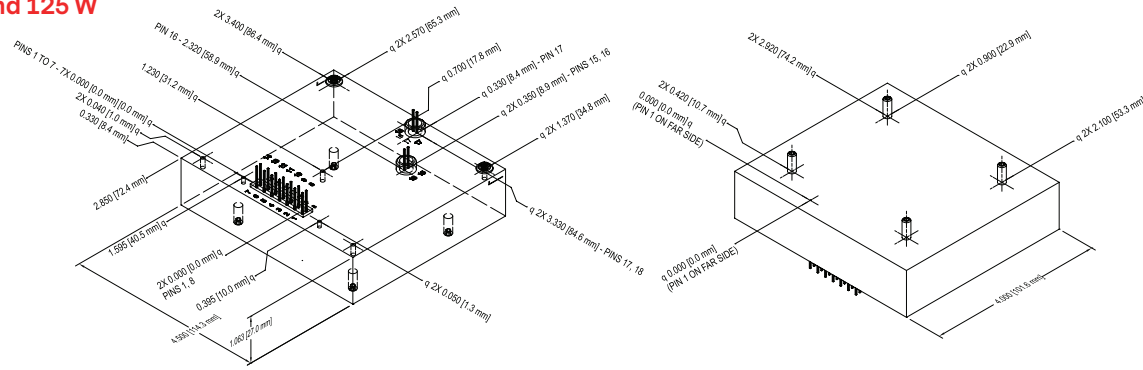 nd 125 W
2X 3.400 [86.4 mm] q
q 2X 2.570 [65.3 mm]
PIN 16 - 2.320 [58.9 mm] q
q 0.700 [17.8 mm]
1.230 [31.2 mm] q
q 0.330 [8.4 mm] - PIN 17
PINS 1 TO 7 - 7X 0.000 [0.0 mm] [0.0 mm] q
q 2X 0.350 [8.9 mm] - PINS 15, 16
2X 0.040 [1.0 mm] q
0.330 [8.4 mm]
q 2X 1.370 [34.8 mm]
2.850 [72.4 mm]
1.595 [40.5 mm] q
q 2X 3.330 [84.6 mm] - PINS 17, 18
2X 0.000 [0.0 mm] q
PINS 1, 8
0.395 [10.0 mm] q
q 2X 0.050 [1.3 mm]
4.500 [114.3 mm]
1.063 [27.0 mm]
2X 2.920 [74.2 mm] q
q 2X 0.900 [22.9 mm]
2X 0.420 [10.7 mm] q
0.000 [0.0 mm] q
(PIN 1 ON FAR SIDE)
q 2X 2.100 [53.3 mm]
q 0.000 [0.0 mm]
(PIN 1 ON FAR SIDE)
4.000 [101.6 mm]